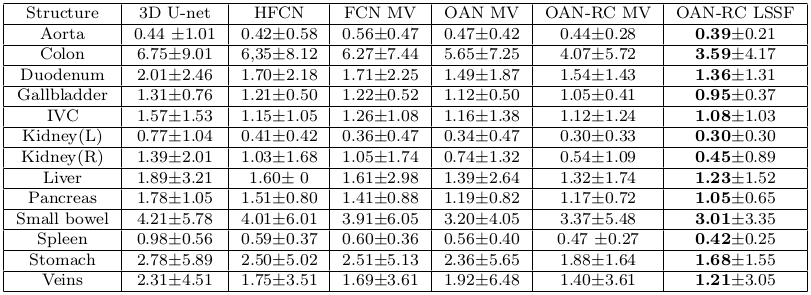 Structure 3D U-net HFCN FCN MV OAN MV OAN-RC MV OAN-RC LSSF
Aorta 0.44 ±1.01 0.42±0.58 0.56±0.47 0.47±0.42 0.44±0.28 0.39±0.21
Colon 6.75±9.01 6,35±8.12 6.27±7.44 5.65±7.25 4.07±5.72 3.59±4.17
Duodenum 2.01±2.46 1.70±2.18 1.71±2.25 1.49±1.87 1.54±1.43 1.36±1.31
Gallbladder 1.31±0.76 1.21±0.50 1.22±0.52 1.12±0.50 1.05±0.41 0.95±0.37
IVC 1.57±1.53 1.15±1.05 1.26±1.08 1.16±1.38 1.12±1.24 1.08±1.03
Kidney(L) 0.77±1.04 0.41±0.42 0.36±0.47 0.34±0.47 0.30±0.33 0.30±0.30
Kidney(R) 1.39±2.01 1.03±1.68 1.05±1.74 0.74±1.32 0.54±1.09 0.45±0.89
Liver 1.89±3.21 1.60± 0 1.61±2.98 1.39±2.64 1.32±1.74 1.23±1.52
Pancreas 1.78±1.05 1.51±0.80 1.41±0.88 1.19±0.82 1.17±0.72 1.05±0.65
Small bowel 4.21±5.78 4.01±6.01 3.91±6.05 3.20±4.05 3.37±5.48 3.01±3.35
Spleen 0.98±0.56 0.59±0.37 0.60±0.36 0.56±0.40 0.47 ±0.27 0.42±0.25
Stomach 2.78±5.89 2.50±5.02 2.51±5.13 2.36±5.65 1.88±1.64 1.68±1.55
Veins 2.31±4.51 1.75±3.51 1.69±3.61 1.92±6.48 1.40±3.61 1.21±3.05